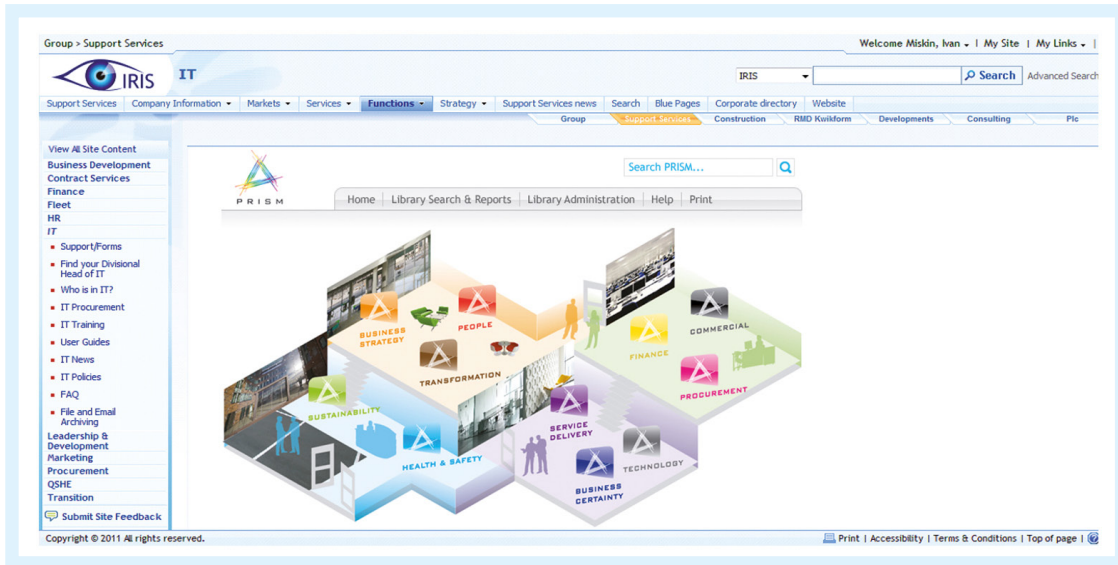 Group > Support Services
Welcome Miskin, Ivan | My Site | My Links |
IRIS
IT
IRIS
Search
Advanced Search
Support Services Company Information Markets Services Functions Strategy Support Services news Search Blue Pages Corporate directory Website
Group Support Services Construction RMD Kwikform Developments Consulting Plc
View All Site Content
Business Development
Contract Services
Finance
Fleet
HR
IT
Support/Forms
Find your Divisional
Head of IT
Who is in IT?
IT Procurement
IT Training
User Guides
IT News
IT Policies
FAQ
File and Email
Archiving
Leadership &
Development
Marketing
Procurement
QSHE
Transition
Submit Site Feedback
PRISM
Search PRISM...
Home Library Search & Reports Library Administration Help Print
BUSINESS
STRATEGY
PEOPLE
TRANSFORMATION
COMMERCIAL
FINANCE
PROCUREMENT
SUSTAINABILITY
HEALTH & SAFETY
SERVICE
DELIVERY
TECHNOLOGY
BUSINESS
CERTAINTY
Copyright © 2011 All rights reserved.
Print | Accessibility | Terms & Conditions | Top of page |